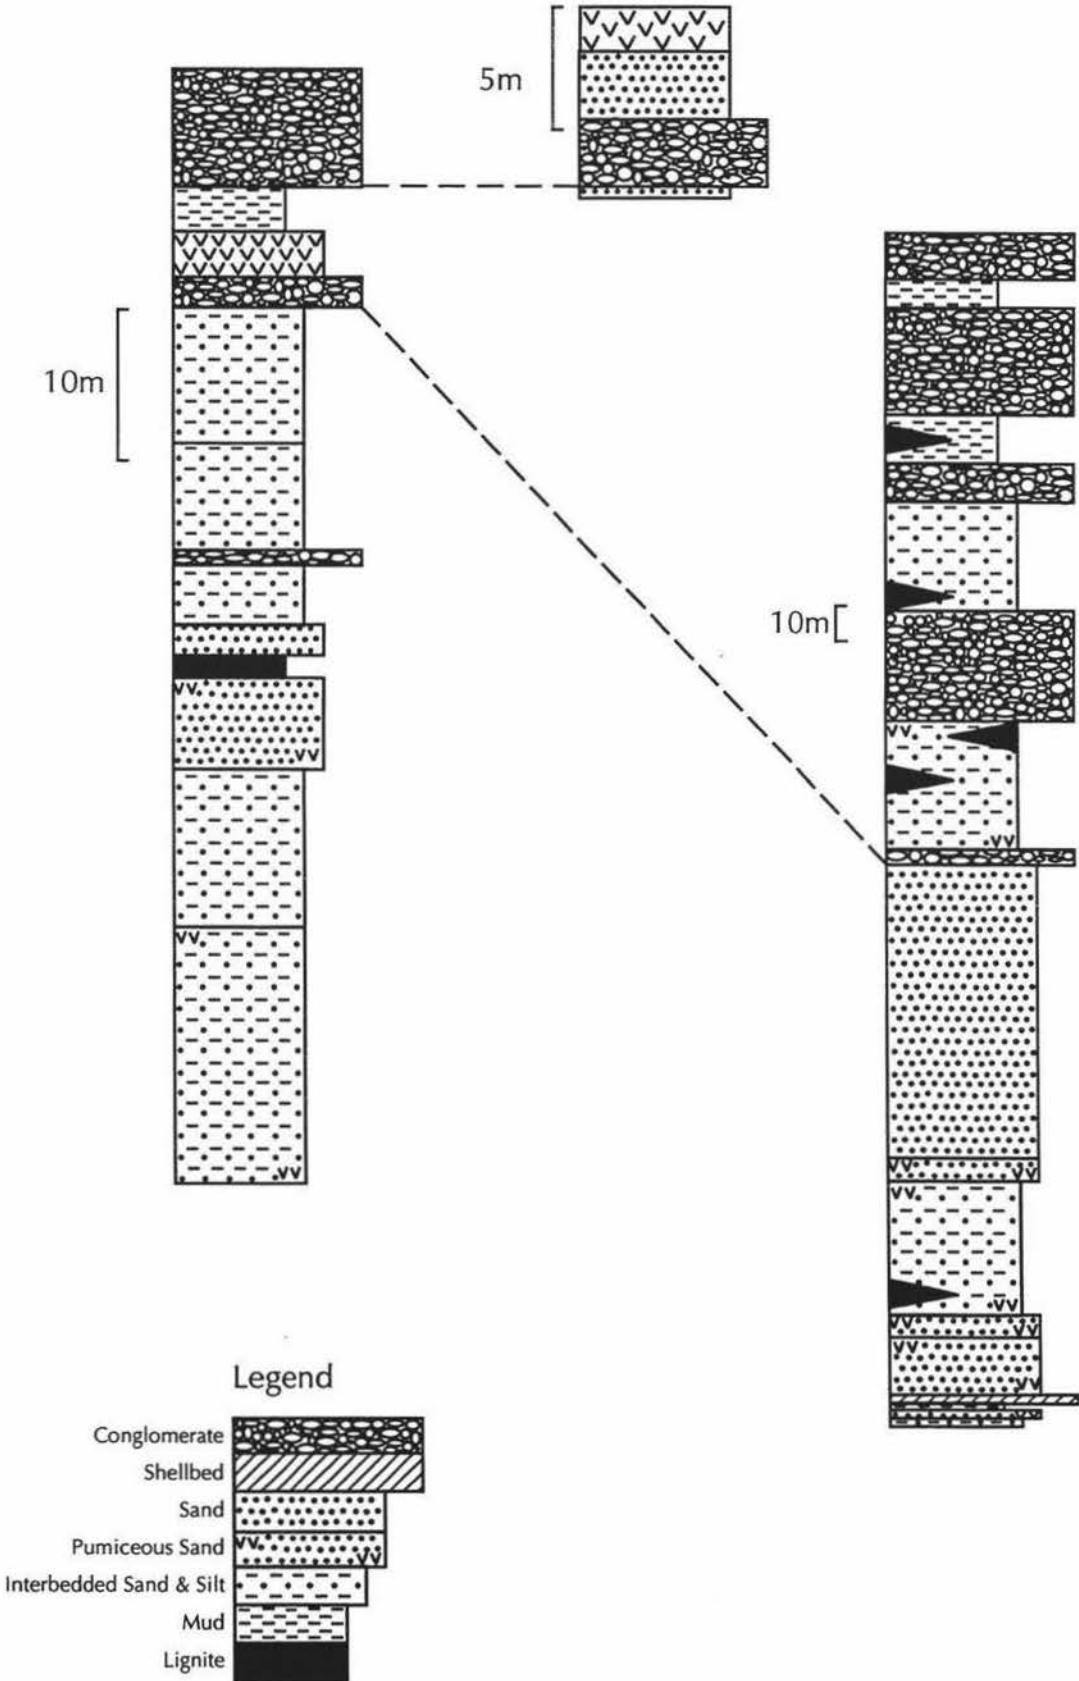 5m
10m
10m
Legend
Conglomerate
Shellbed
Sand
Pumiceous Sand
Interbedded Sand & Silt
Mud
Lignite